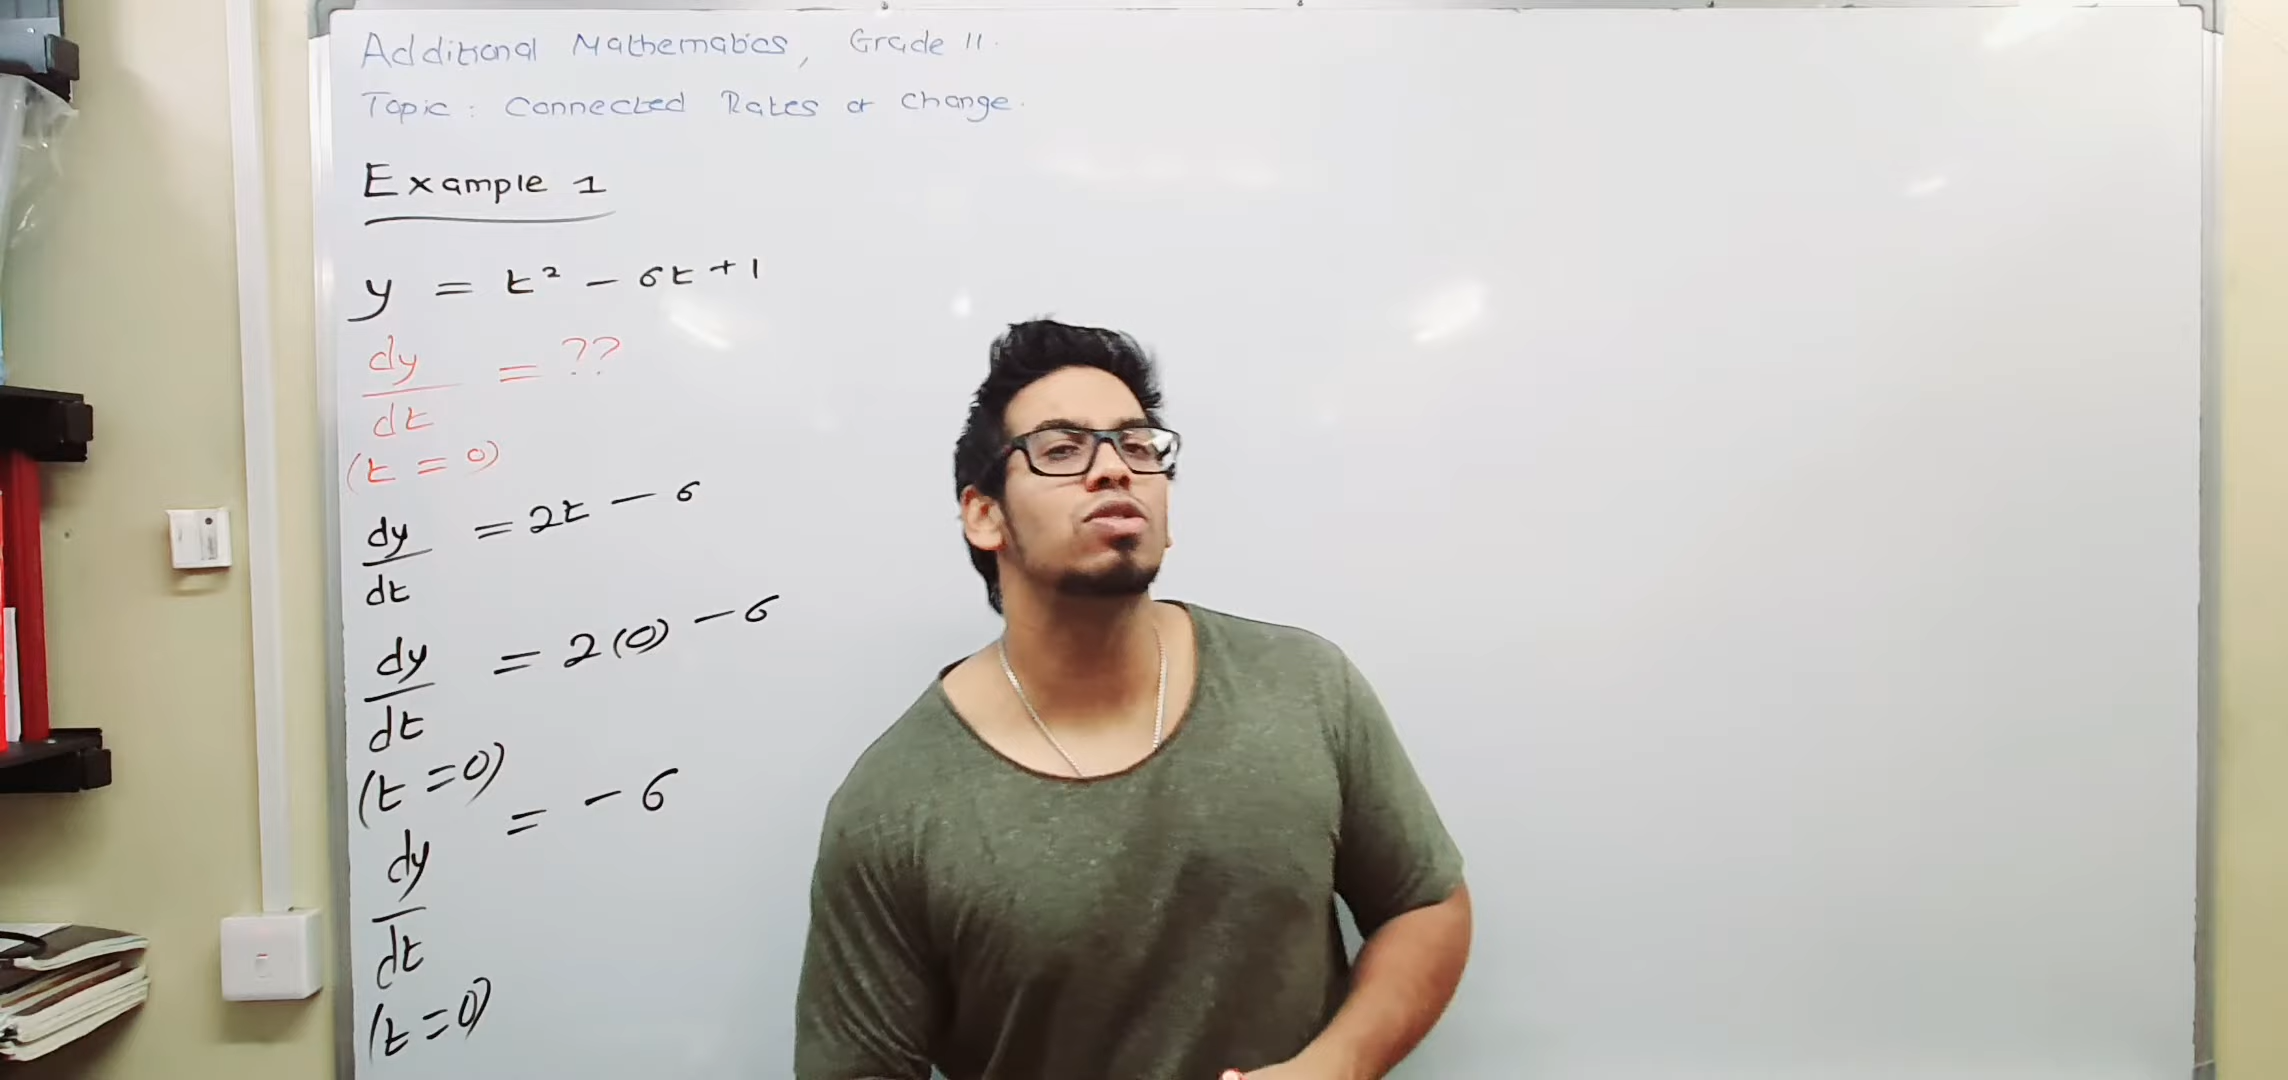 Additional Mathematics, Grade 11.
Topic: Connected Rates of Change.
Example 1
y = t² - 6t + 1
dy/dt = ??
(t = 0)
dy/dt = 2t - 6
dy/dt = 2(0) - 6
(t = 0)
dy/dt = -6
(t = 0)